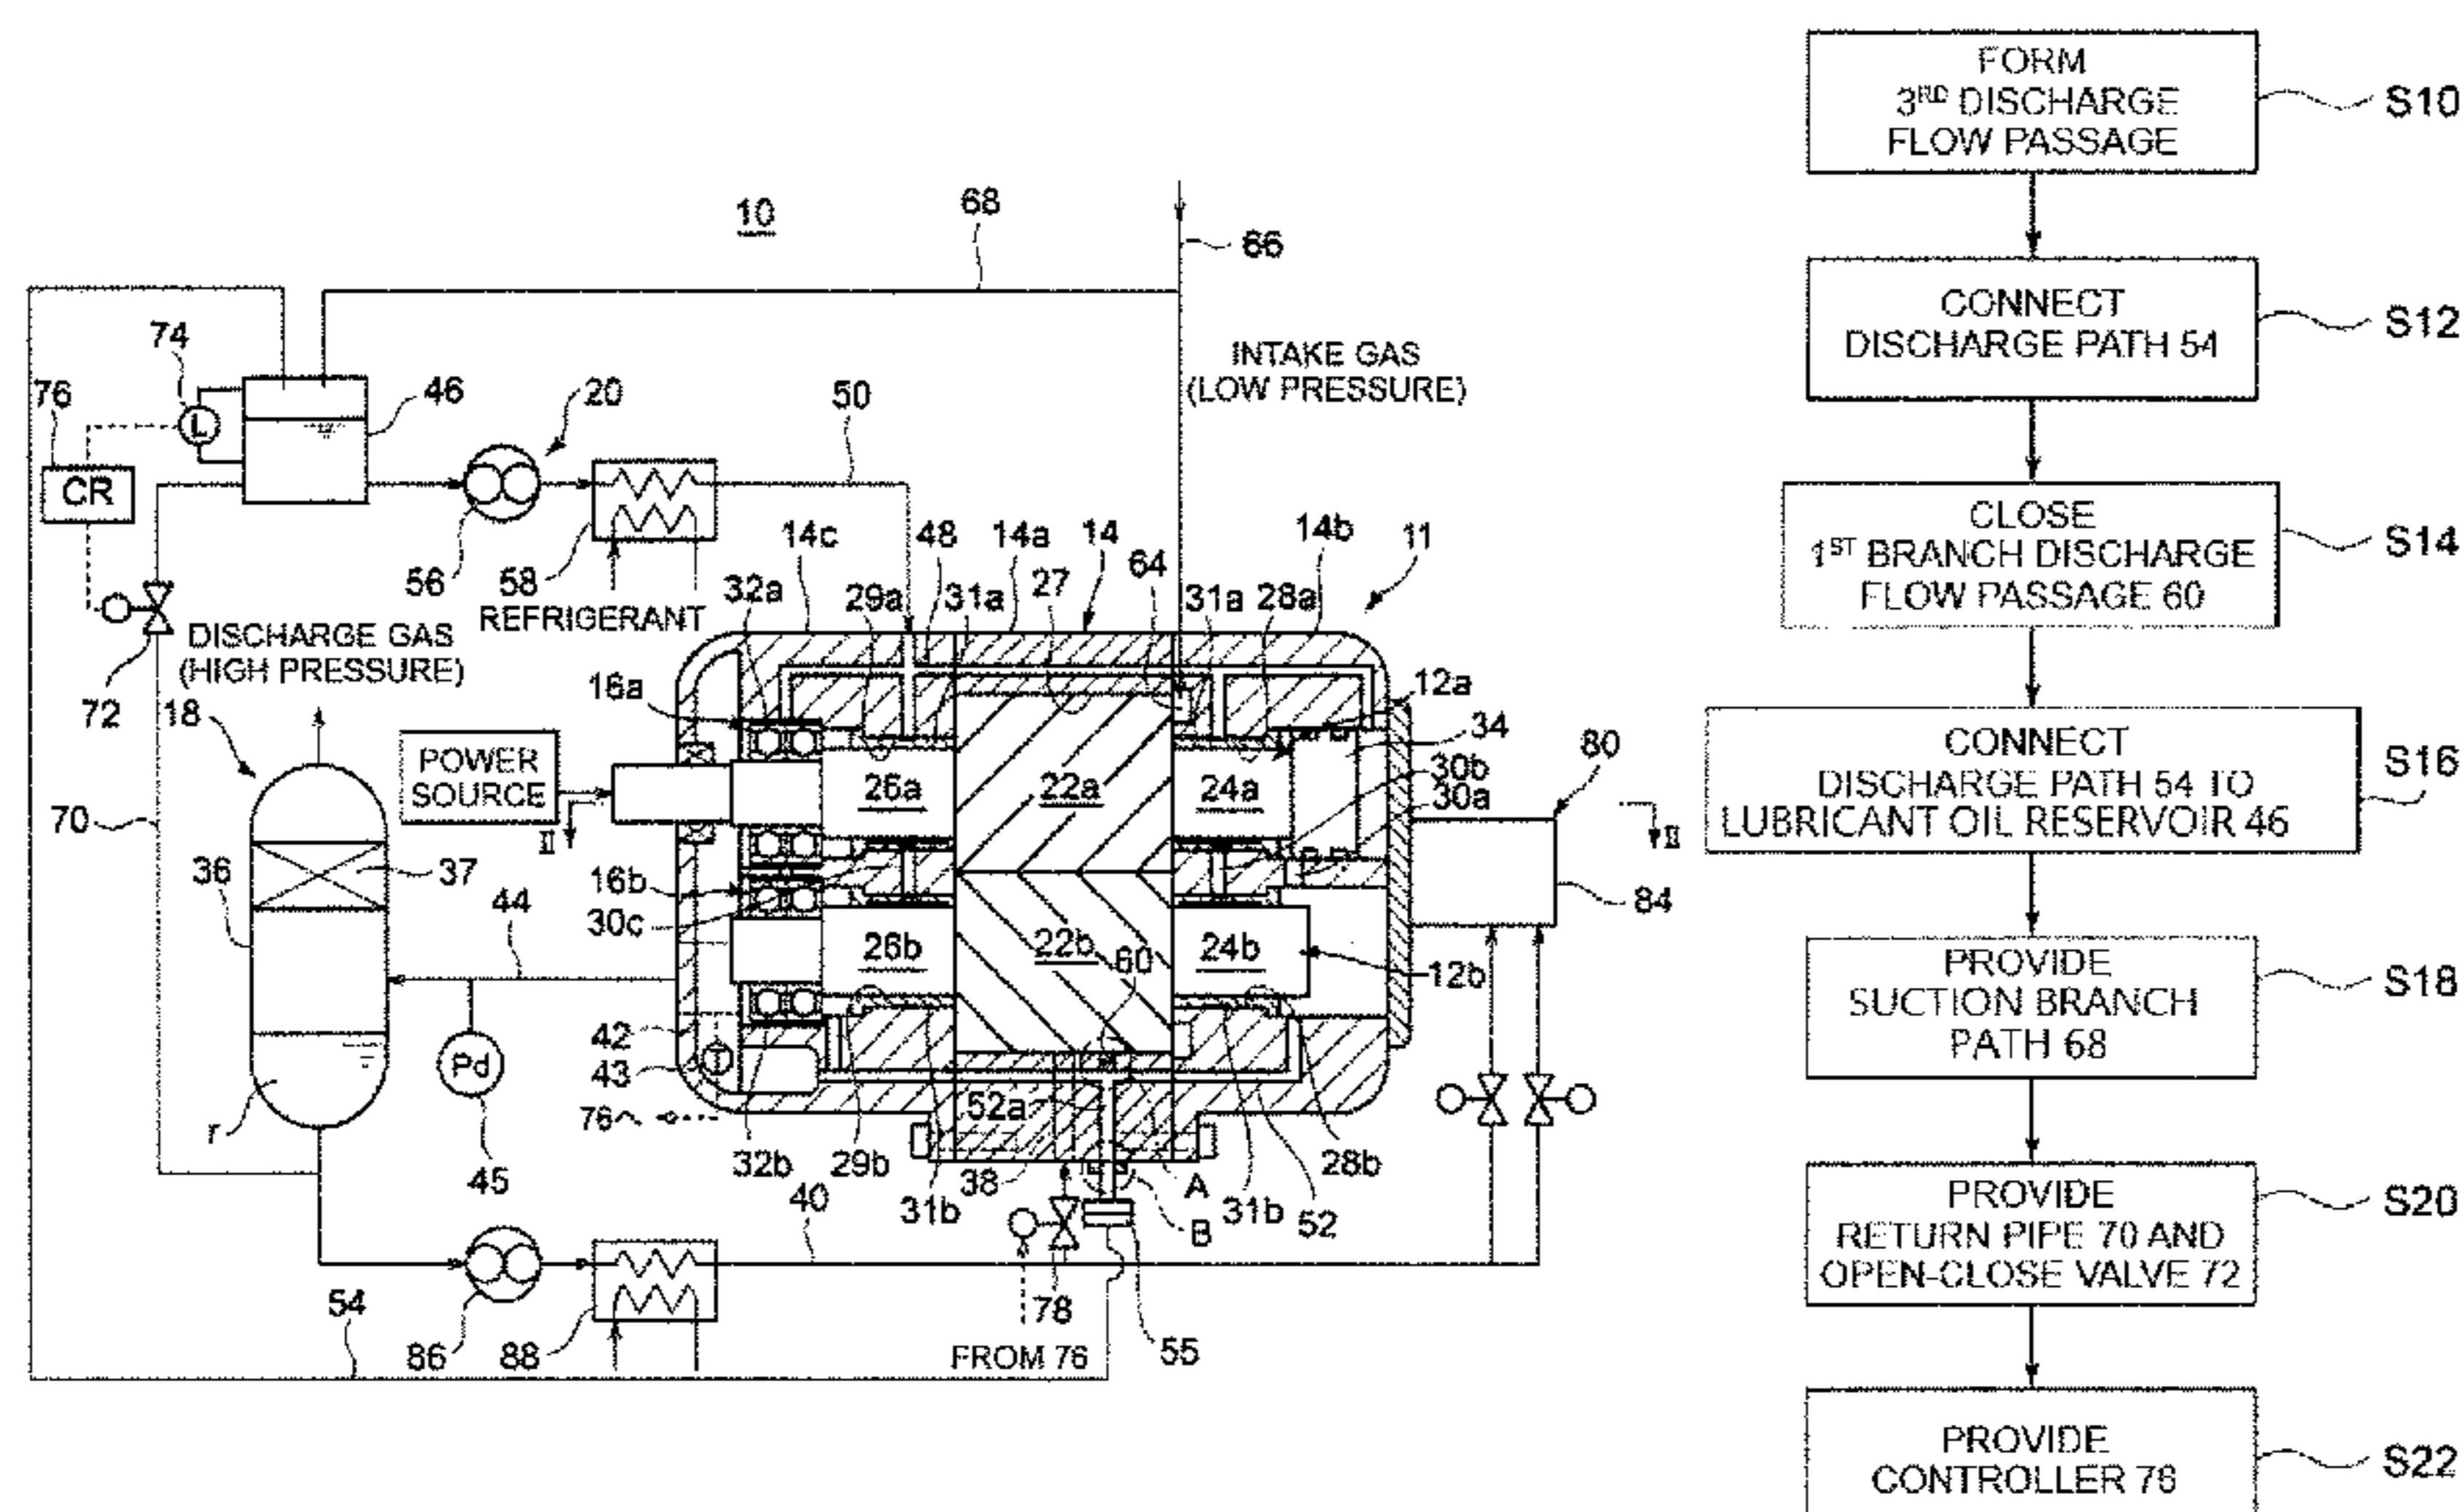 10
68
66
74
76
L
46
20
50
INTAKE GAS
(LOW PRESSURE)
CR
56
58
REFRIGERANT
14c
48
14a
14
14b
11
32a
29a
31a
27
64
31a
28a
DISCHARGE GAS
(HIGH PRESSURE)
72
18
16a
12a
34
80
POWER
SOURCE
II
26a
22a
24a
30b
30a
II
70
36
37
16b
30c
44
84
26b
22b
60
24b
12b
42
43
T
Pd
76
52a
r
45
32b
29b
38
31b
A
B
31b
52
28b
40
54
86
88
78
FROM 76
55
FORM
3RD DISCHARGE
FLOW PASSAGE
S10
CONNECT
DISCHARGE PATH 54
S12
CLOSE
1ST BRANCH DISCHARGE
FLOW PASSAGE 60
S14
CONNECT
DISCHARGE PATH 54 TO
LUBRICANT OIL RESERVOIR 46
S16
PROVIDE
SUCTION BRANCH
PATH 68
S18
PROVIDE
RETURN PIPE 70 AND
OPEN-CLOSE VALVE 72
S20
PROVIDE
CONTROLLER 76
S22